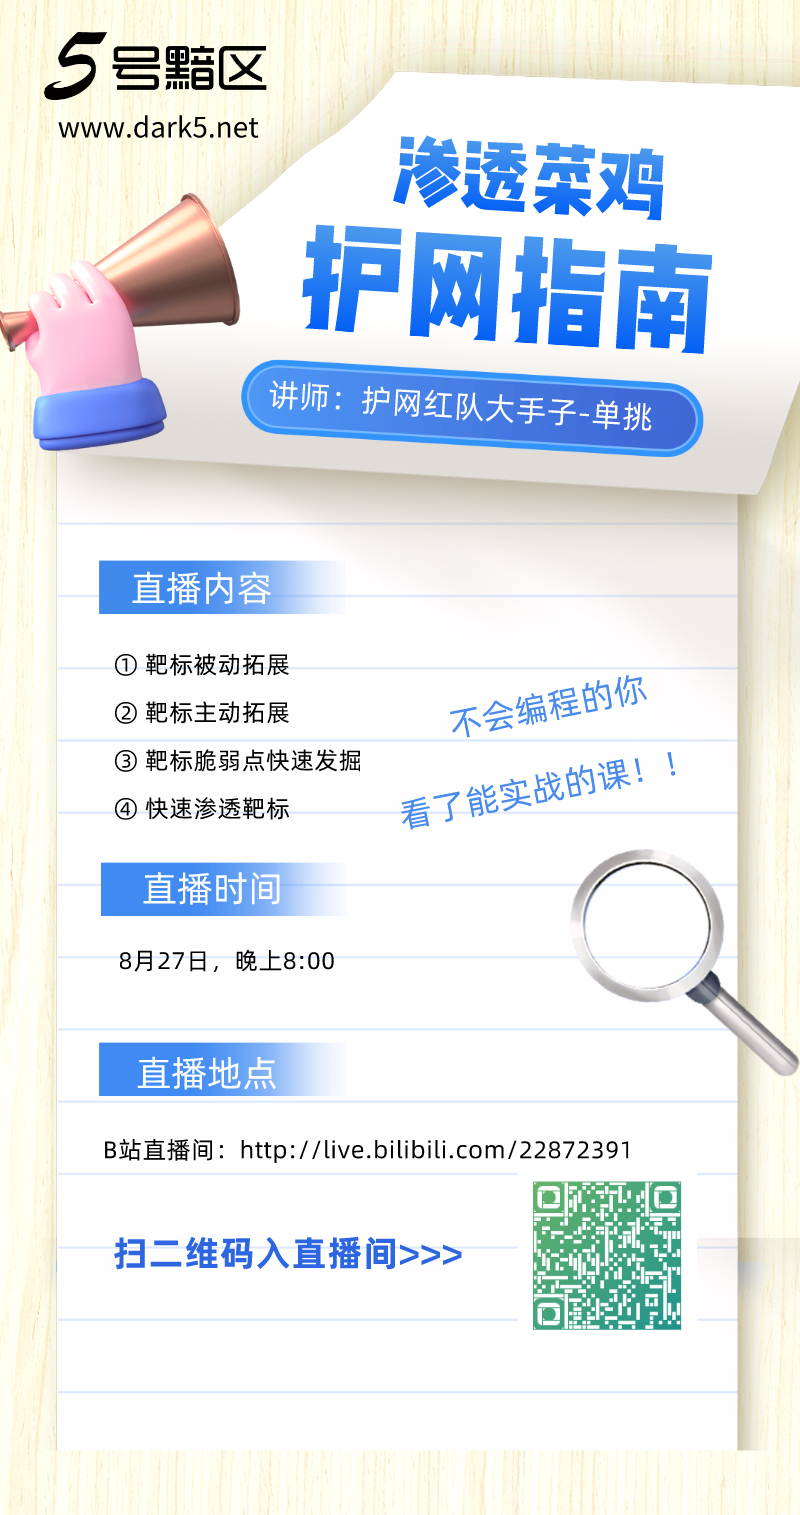 5号黯区
www.dark5.net
渗透菜鸡
护网指南
讲师：护网红队大手子-单挑
直播内容
① 靶标被动拓展
② 靶标主动拓展
③ 靶标脆弱点快速发掘
④ 快速渗透靶标
不会编程的你
看了能实战的课！！
直播时间
8月27日，晚上8:00
直播地点
B站直播间：http://live.bilibili.com/22872391
扫二维码入直播间>>>